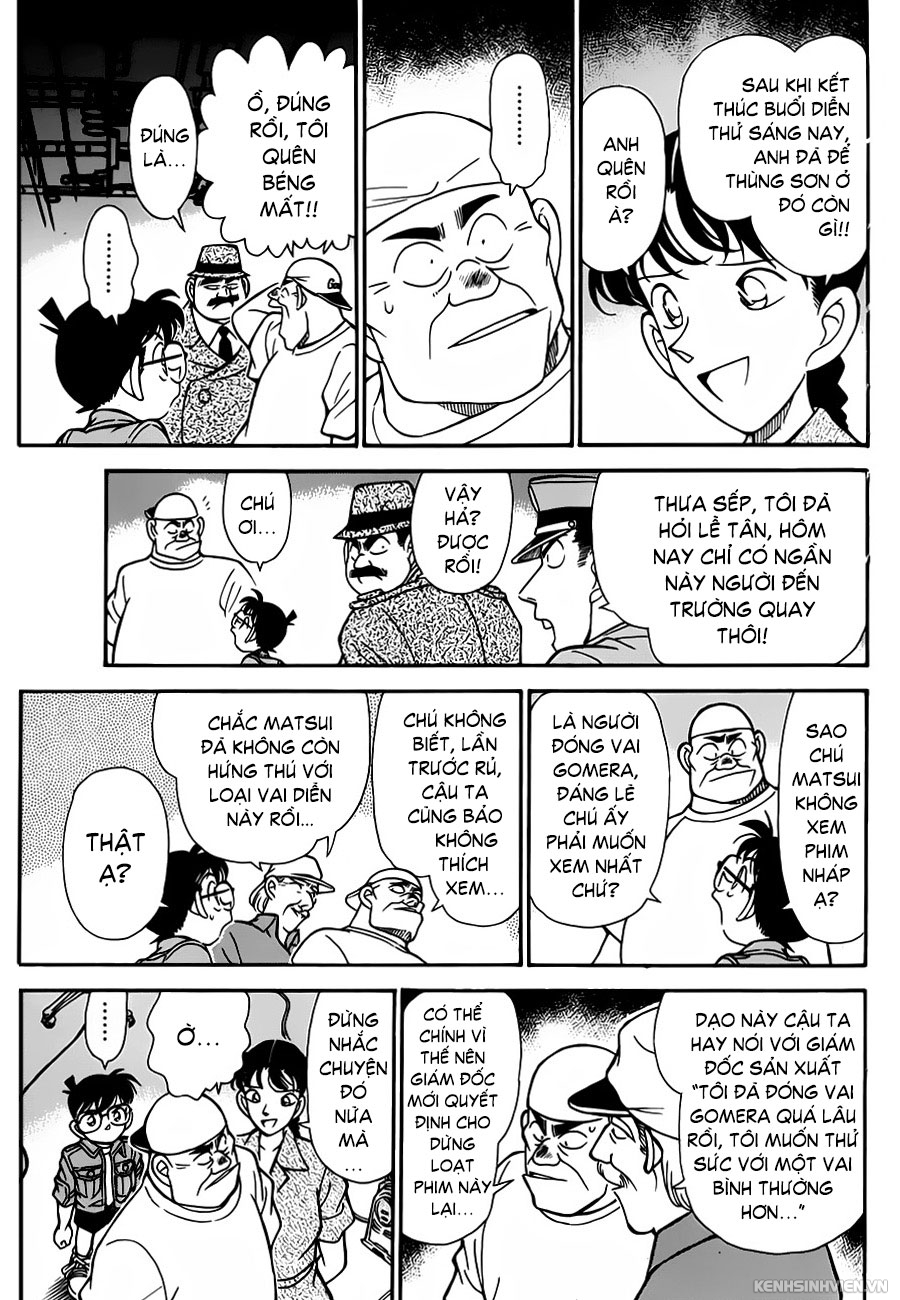 SAU KHI KẾT
THÚC BUỔI DIỄN
THỬ SÁNG NAY,
ANH ĐÃ ĐỂ
THÙNG SƠN Ở
ĐÓ CÒN
GÌ!!
ANH
QUÊN
RỒI
À?
........
Ồ, ĐÚNG
RỒI, TÔI
QUÊN
BÉNG
MẤT!!
ĐÚNG
LÀ...
........
THƯA SẾP, TÔI ĐÃ
HỎI LỄ TÂN, HÔM
NAY CHỈ CÓ NGẦN
NÀY NGƯỜI ĐẾN
TRƯỜNG QUAY
THÔI!
VẬY
HẢ?
ĐƯỢC
RỒI!
CHÚ
ƠI...
SAO
CHÚ
MATSUI
KHÔNG
XEM
PHIM
NHÁP
Ạ?
LÀ NGƯỜI
ĐÓNG VAI
GOMERA,
ĐÁNG LẼ
CHÚ ẤY
PHẢI MUỐN
XEM NHẤT
CHỨ?
CHÚ KHÔNG
BIẾT, LẦN
TRƯỚC RỦ,
CẬU TA
CŨNG BẢO
KHÔNG
THÍCH
XEM...
CHẮC MATSUI
ĐÃ KHÔNG CÒN
HỨNG THÚ VỚI
LOẠI VAI DIỄN
NÀY RỒI...
THẬT
Ạ?
DẠO NÀY CẬU TA
HAY NÓI VỚI GIÁM
ĐỐC SẢN XUẤT
"TÔI ĐÃ ĐÓNG VAI
GOMERA QUÁ LÂU
RỒI, TÔI MUỐN THỬ
SỨC VỚI MỘT VAI
BÌNH THƯỜNG
HƠN..."
CÓ THỂ
CHÍNH VÌ
THẾ NÊN
GIÁM ĐỐC
MỚI QUYẾT
ĐỊNH CHO
DỪNG
LOẠT
PHIM NÀY
LẠI...
ĐỪNG
NHẮC
CHUYỆN
ĐÓ
NỮA
MÀ
...
Ờ...
........
KENHSINHVIEN.VN